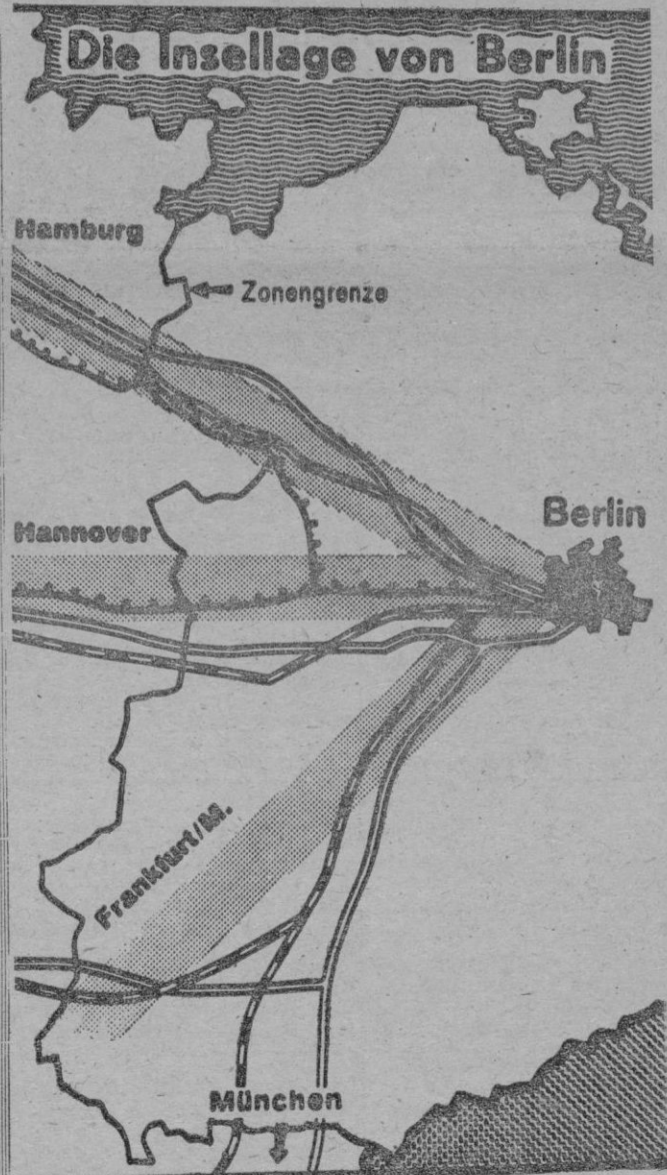 Die Insellage von Berlin
Hamburg
Zonengrenze
Hannover
Berlin
Frankfurt/M.
München